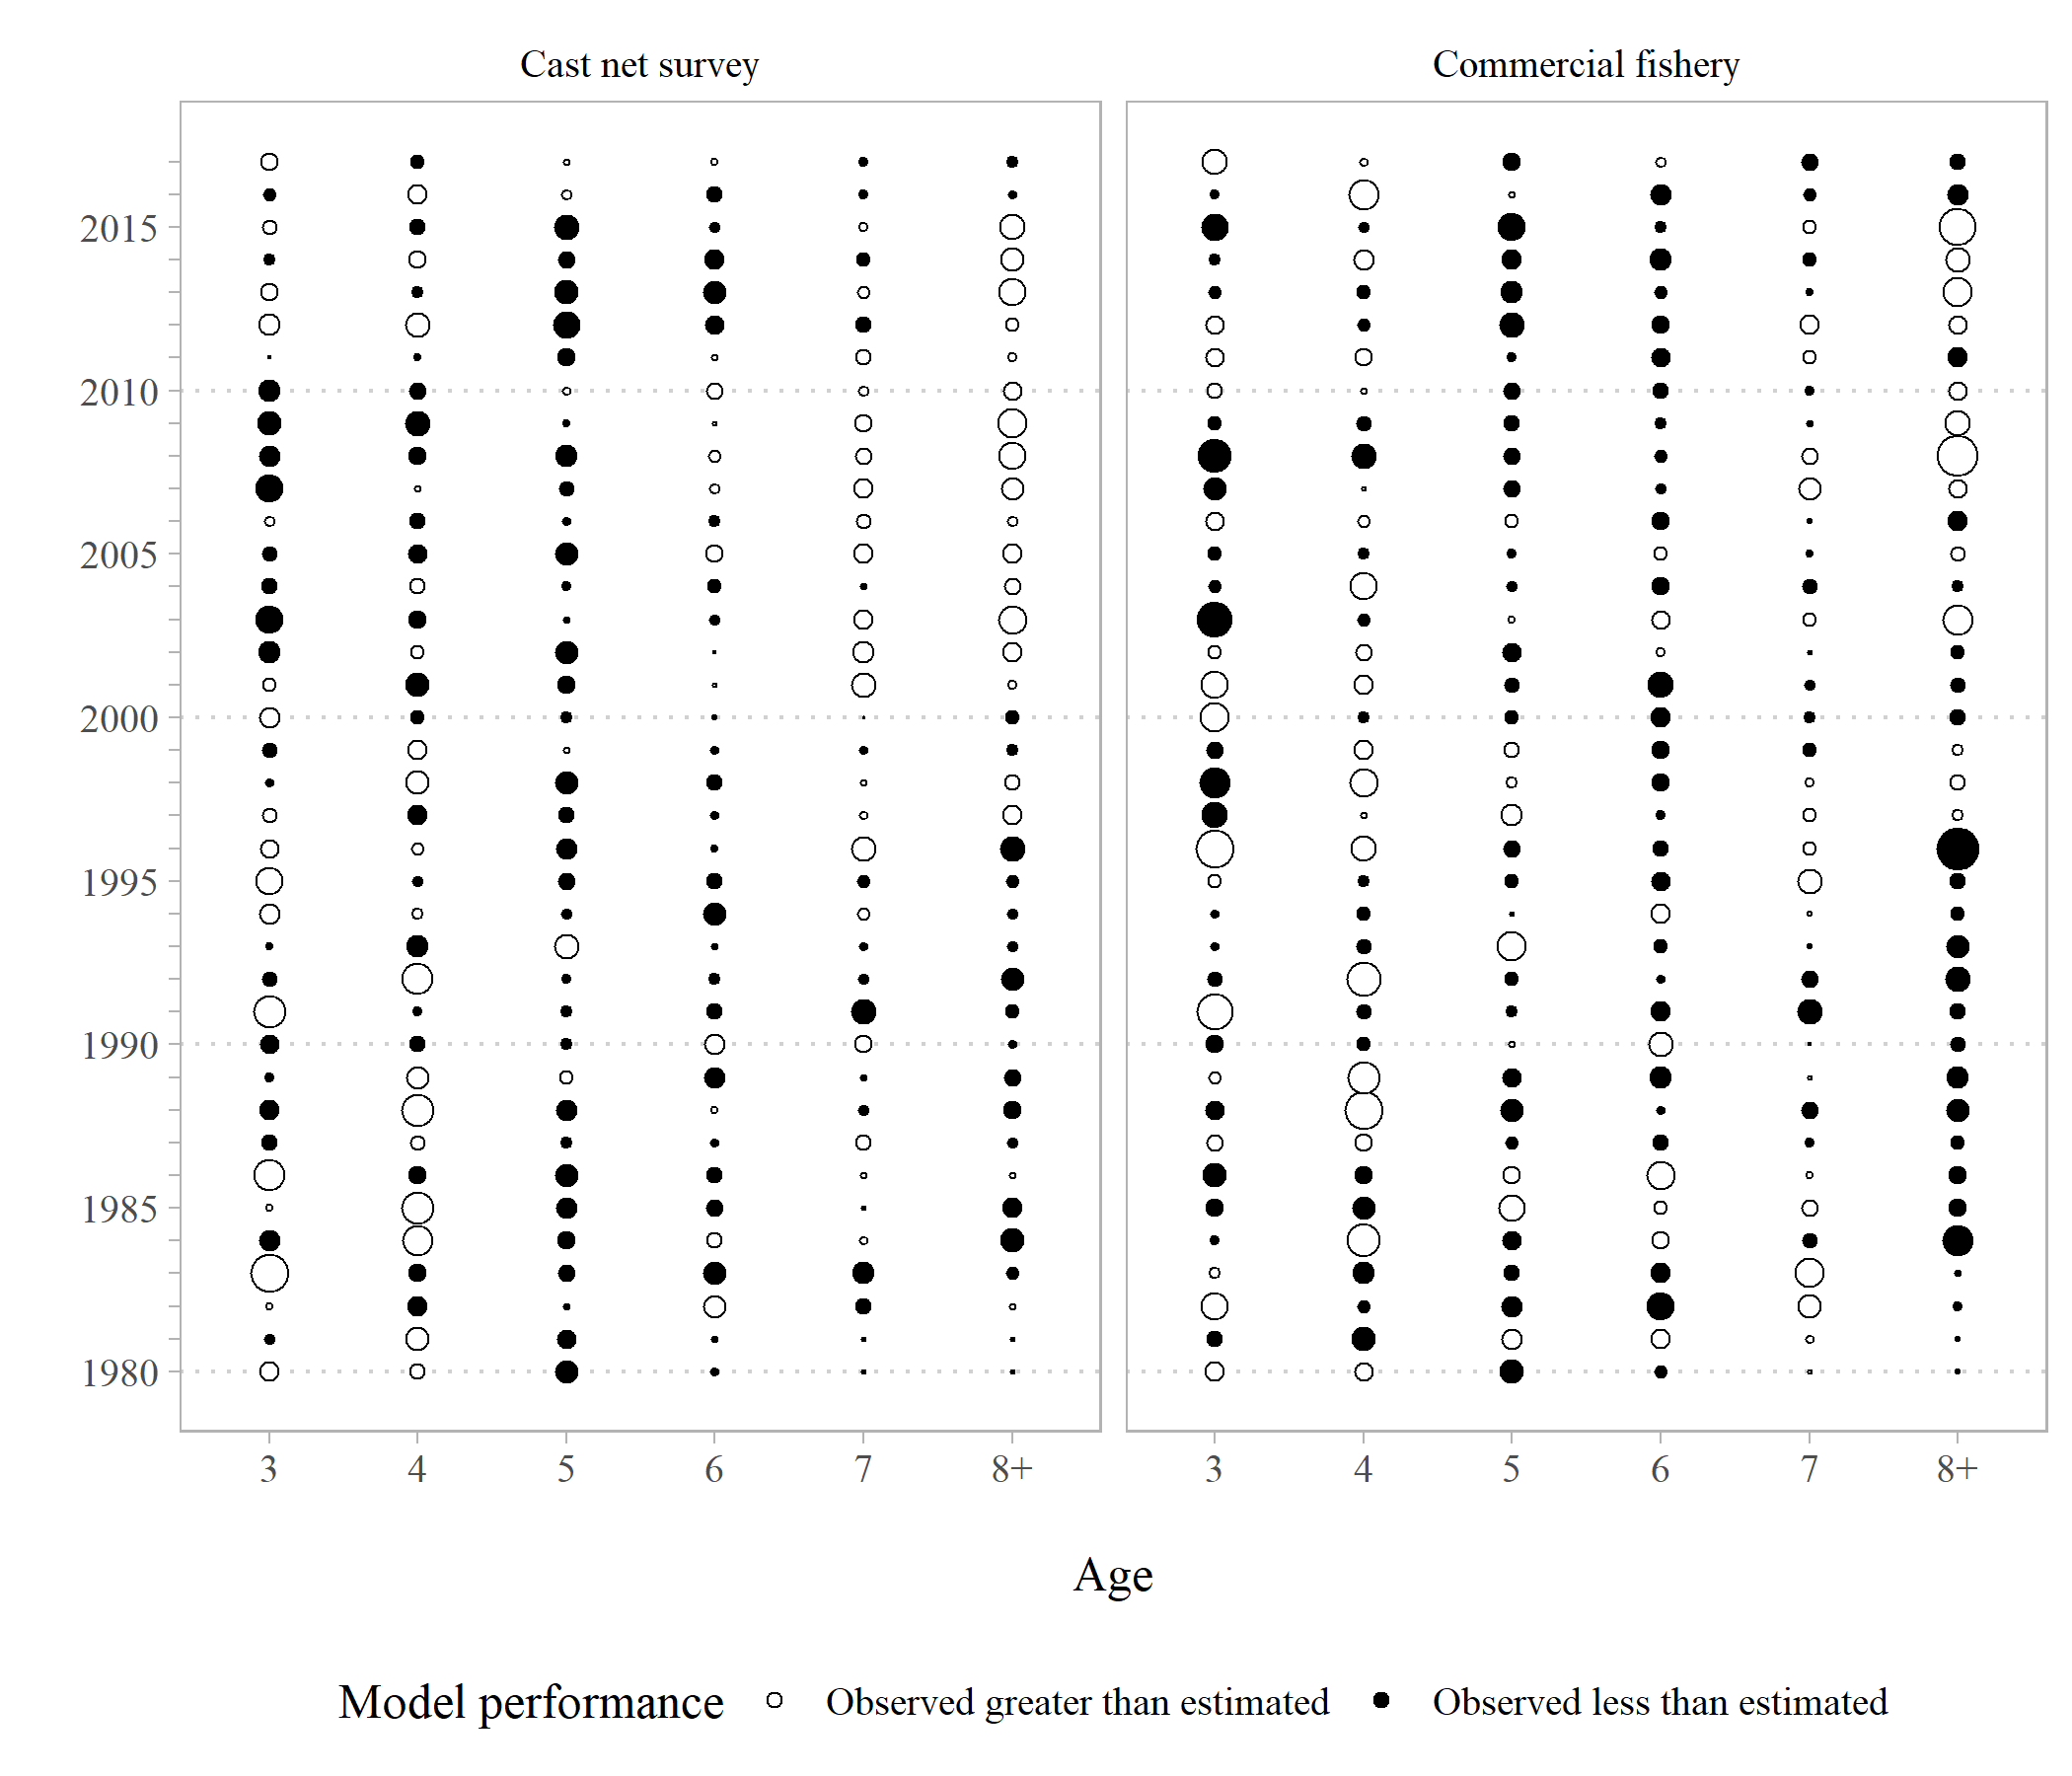 Cast net survey Commercial fishery
2015
2010
2005
2000
1995
1990
1985
1980
3 4 5 6 7 8+ 3 4 5 6 7 8+
Age
Model performance Observed greater than estimated Observed less than estimated